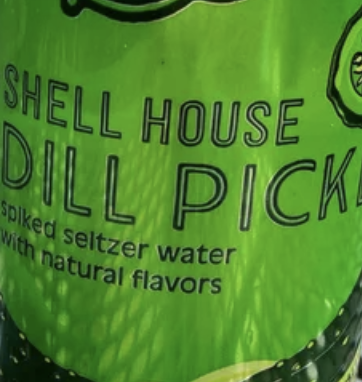 SHELL HOUSE
DILL PICK
spiked seltzer water
with natural flavors